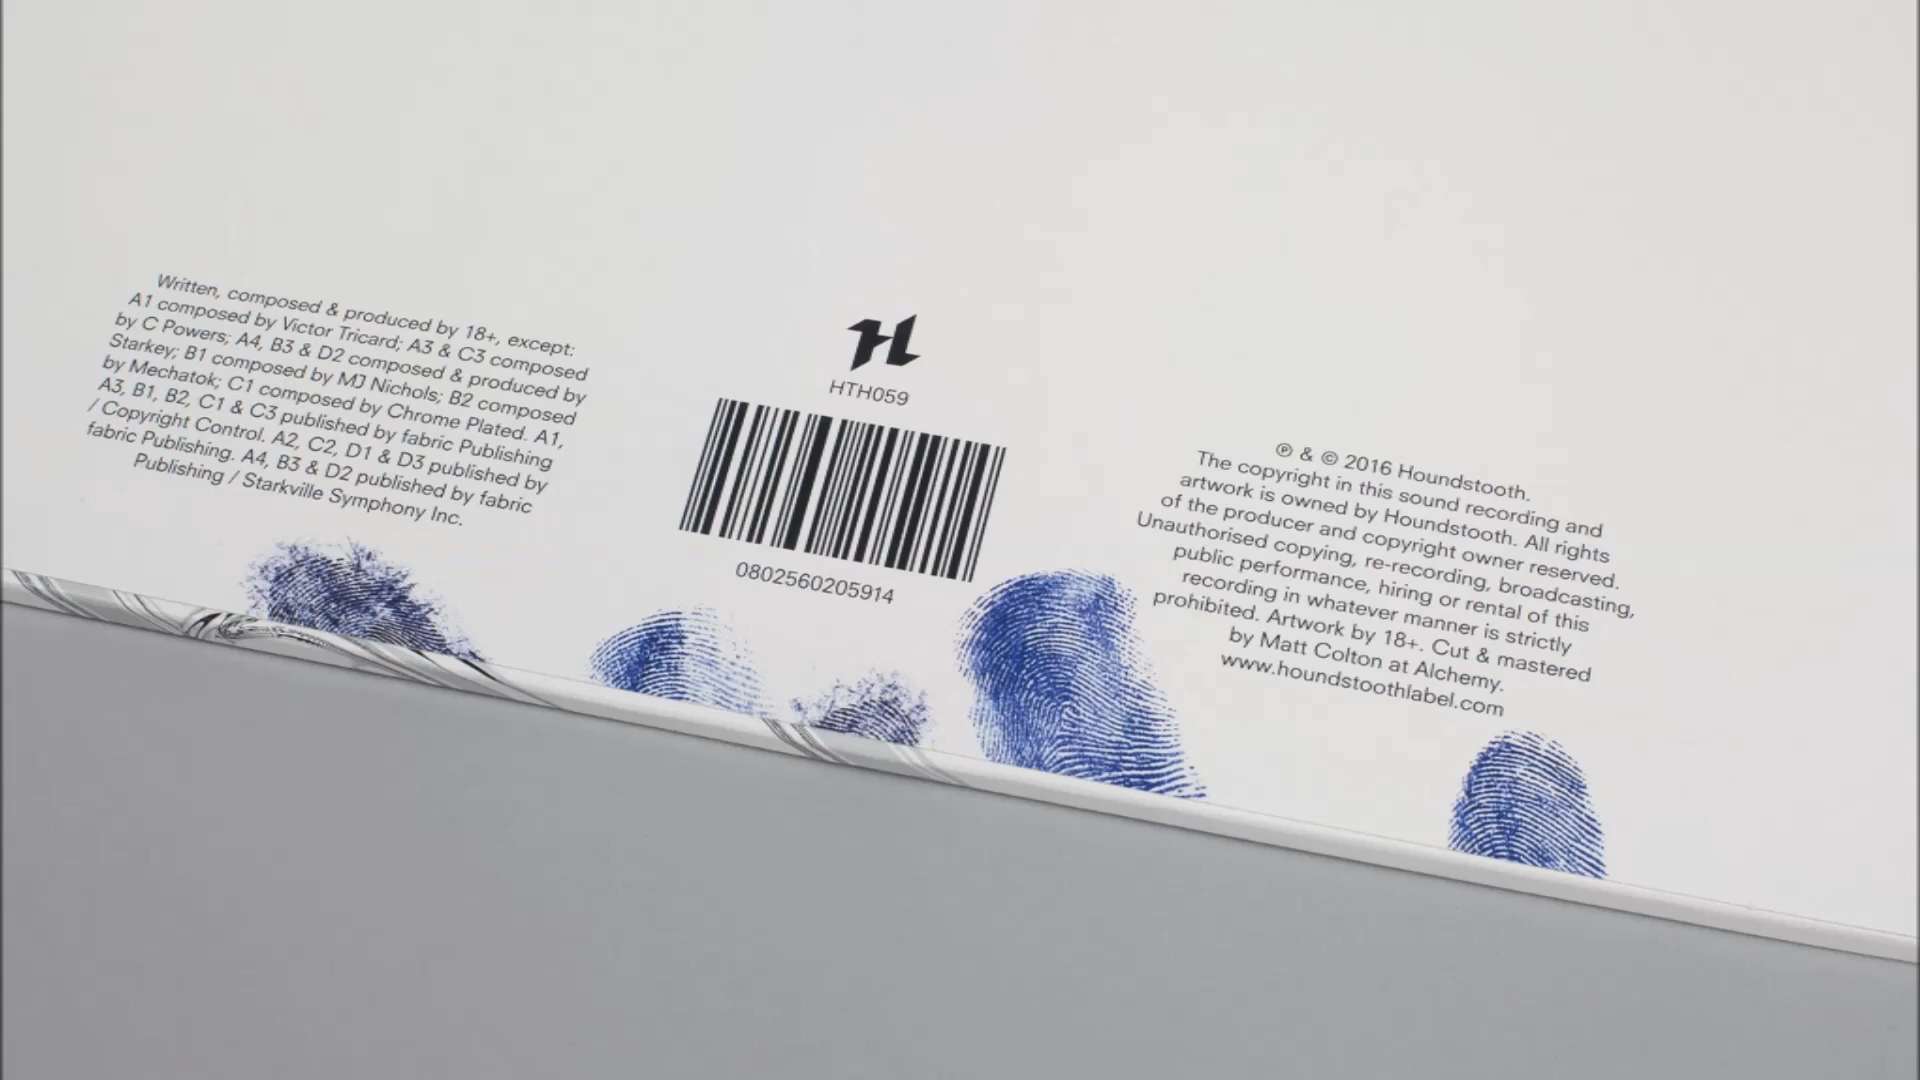 Written, composed & produced by 18+, except:
A1 composed by Victor Tricard; A3 & C3 composed
by C Powers; A4, B3 & D2 composed & produced by
Starkey; B1 composed by MJ Nichols; B2 composed
by Mechatok; C1 composed by Chrome Plated. A1,
A3, B1, B2, C1 & C3 published by fabric Publishing
/ Copyright Control. A2, C2, D1 & D3 published by
fabric Publishing. A4, B3 & D2 published by fabric
Publishing / Starkville Symphony Inc.
H
HTH059
0802560205914
℗ & © 2016 Houndstooth.
The copyright in this sound recording and
artwork is owned by Houndstooth. All rights
of the producer and copyright owner reserved.
Unauthorised copying, re-recording, broadcasting,
public performance, hiring or rental of this
recording in whatever manner is strictly
prohibited. Artwork by 18+. Cut & mastered
by Matt Colton at Alchemy.
www.houndstoothlabel.com